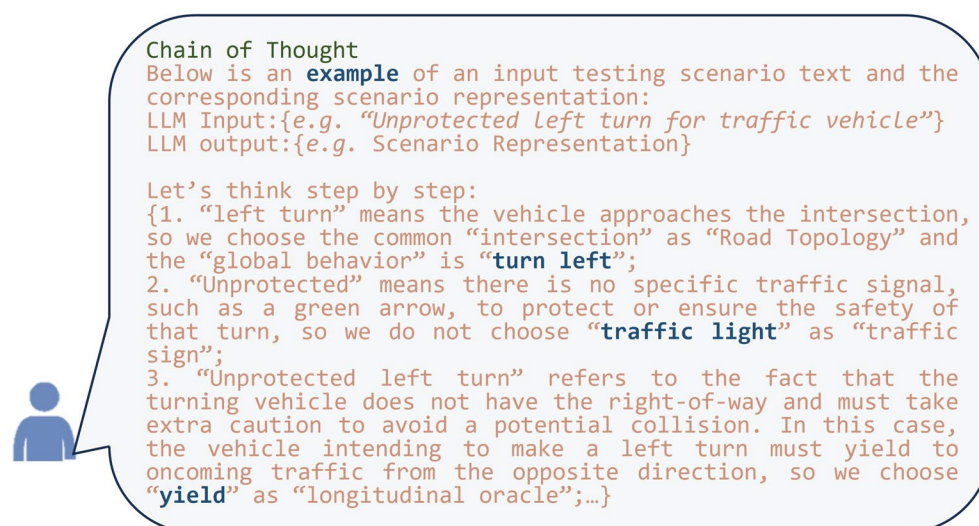 Chain of Thought
Below is an example of an input testing scenario text and the
corresponding scenario representation:
LLM Input:{e.g. “Unprotected left turn for traffic vehicle”}
LLM output:{e.g. Scenario Representation}
Let’s think step by step:
{1. “left turn” means the vehicle approaches the intersection,
so we choose the common “intersection” as “Road Topology” and
the “global behavior” is “turn left”;
2. “Unprotected” means there is no specific traffic signal,
such as a green arrow, to protect or ensure the safety of
that turn, so we do not choose “traffic light” as “traffic
sign”;
3. “Unprotected left turn” refers to the fact that the
turning vehicle does not have the right-of-way and must take
extra caution to avoid a potential collision. In this case,
the vehicle intending to make a left turn must yield to
oncoming traffic from the opposite direction, so we choose
“yield” as “longitudinal oracle”;…}